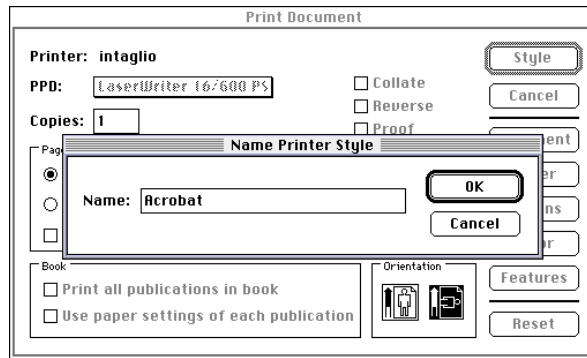 Print Document
Printer: intaglio
Style
PPD: LaserWriter 16/600 PS
Collate
Cancel
Reverse
Copies: 1
Proof
Name Printer Style
Name: Acrobat
OK
Cancel
Book
Print all publications in book
Use paper settings of each publication
Orientation
Features
Reset